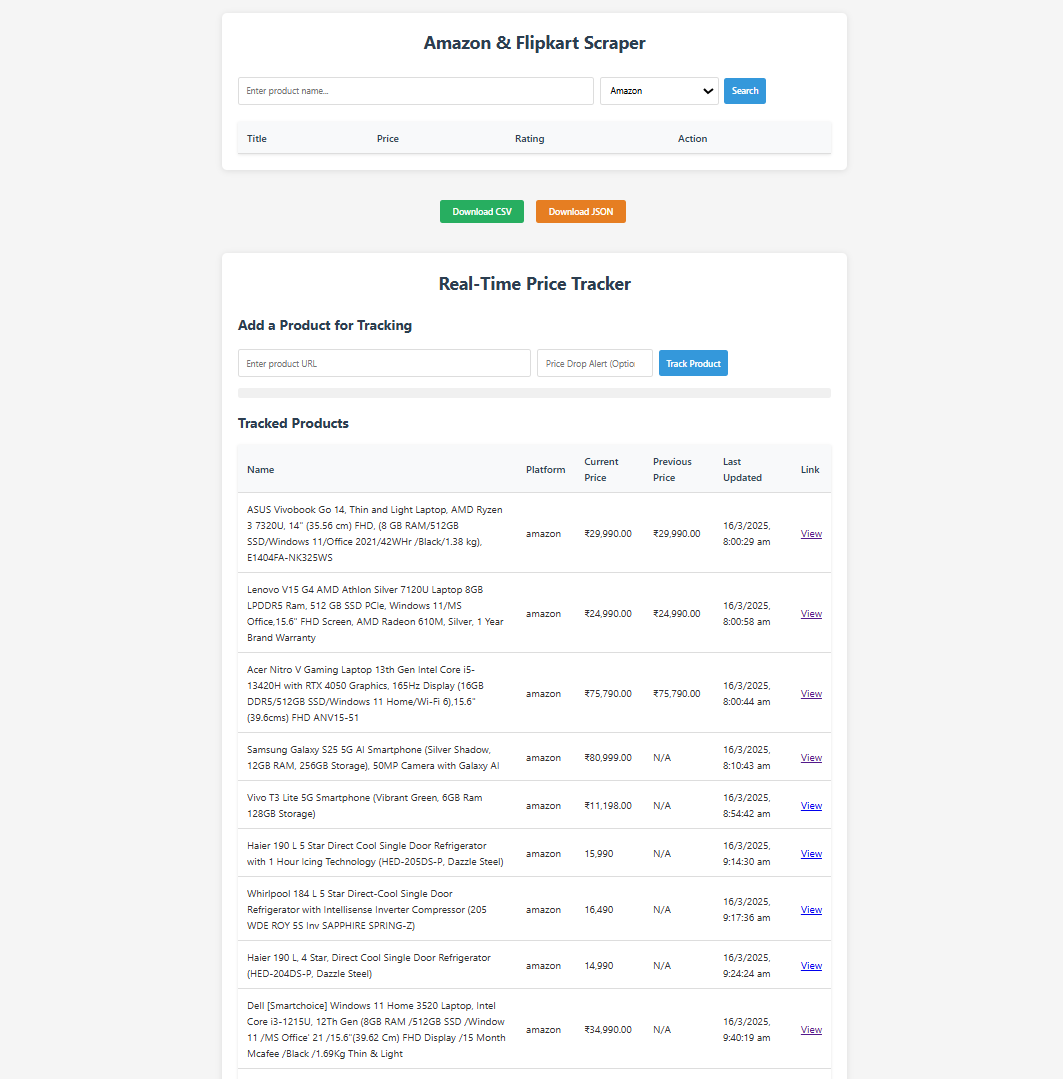 Amazon & Flipkart Scraper
Enter product name...
Amazon
Search
Title Price Rating Action
Download CSV
Download JSON
Real-Time Price Tracker
Add a Product for Tracking
Enter product URL
Price Drop Alert (Optio
Track Product
Tracked Products
Name Platform Current Price Previous Price Last Updated Link
ASUS Vivobook Go 14, Thin and Light Laptop, AMD Ryzen
3 7320U, 14" (35.56 cm) FHD, (8 GB RAM/512GB
SSD/Windows 11/Office 2021/42WHr /Black/1.38 kg),
E1404FA-NK325WS
amazon ₹29,990.00 ₹29,990.00 16/3/2025, 8:00:29 am View
Lenovo V15 G4 AMD Athlon Silver 7120U Laptop 8GB
LPDDR5 Ram, 512 GB SSD PCIe, Windows 11/MS
Office,15.6" FHD Screen, AMD Radeon 610M, Silver, 1 Year
Brand Warranty
amazon ₹24,990.00 ₹24,990.00 16/3/2025, 8:00:58 am View
Acer Nitro V Gaming Laptop 13th Gen Intel Core i5-
13420H with RTX 4050 Graphics, 165Hz Display (16GB
DDR5/512GB SSD/Windows 11 Home/Wi-Fi 6),15.6"
(39.6cms) FHD ANV15-51
amazon ₹75,790.00 ₹75,790.00 16/3/2025, 8:00:44 am View
Samsung Galaxy S25 5G AI Smartphone (Silver Shadow,
12GB RAM, 256GB Storage), 50MP Camera with Galaxy AI
amazon ₹80,999.00 N/A 16/3/2025, 8:10:43 am View
Vivo T3 Lite 5G Smartphone (Vibrant Green, 6GB Ram
128GB Storage)
amazon ₹11,198.00 N/A 16/3/2025, 8:54:42 am View
Haier 190 L 5 Star Direct Cool Single Door Refrigerator
with 1 Hour Icing Technology (HED-205DS-P, Dazzle Steel)
amazon 15,990 N/A 16/3/2025, 9:14:30 am View
Whirlpool 184 L 5 Star Direct-Cool Single Door
Refrigerator with Intellisense Inverter Compressor (205
WDE ROY 5S Inv SAPPHIRE SPRING-Z)
amazon 16,490 N/A 16/3/2025, 9:17:36 am View
Haier 190 L, 4 Star, Direct Cool Single Door Refrigerator
(HED-204DS-P, Dazzle Steel)
amazon 14,990 N/A 16/3/2025, 9:24:24 am View
Dell [Smartchoice] Windows 11 Home 3520 Laptop, Intel
Core i3-1215U, 12Th Gen (8GB RAM /512GB SSD /Window
11 /MS Office' 21 /15.6"(39.62 Cm) FHD Display /15 Month
Mcafee /Black /1.69Kg Thin & Light
amazon ₹34,990.00 N/A 16/3/2025, 9:40:19 am View